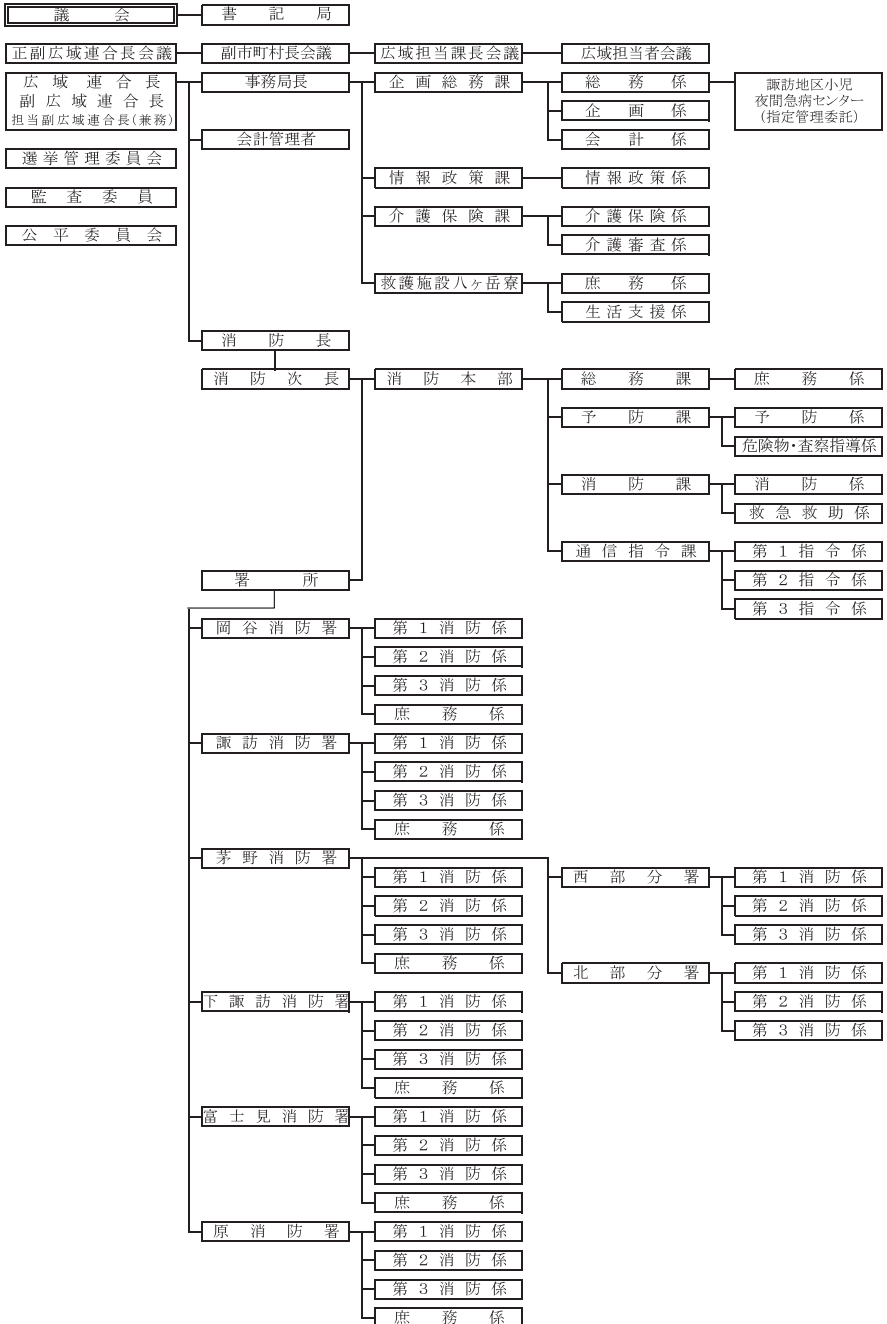 議会
書記局
正副広域連合長会議
副市町村長会議
広域担当課長会議
広域担当者会議
広域連合長
副広域連合長
担当副広域連合長(兼務)
事務局長
企画総務課
総務係
諏訪地区小児
夜間急病センター
(指定管理委託)
企画係
会計管理者
会計係
選挙管理委員会
情報政策課
情報政策係
監査委員
介護保険課
介護保険係
公平委員会
介護審査係
救護施設八ヶ岳寮
庶務係
生活支援係
消防長
消防次長
消防本部
総務課
庶務係
予防課
予防係
危険物・査察指導係
消防課
消防係
救急救助係
通信指令課
第1指令係
署所
第2指令係
第3指令係
岡谷消防署
第1消防係
第2消防係
第3消防係
庶務係
諏訪消防署
第1消防係
第2消防係
第3消防係
庶務係
茅野消防署
第1消防係
第2消防係
第3消防係
庶務係
西部分署
第1消防係
第2消防係
第3消防係
北部分署
第1消防係
第2消防係
第3消防係
下諏訪消防署
第1消防係
第2消防係
第3消防係
庶務係
富士見消防署
第1消防係
第2消防係
第3消防係
庶務係
原消防署
第1消防係
第2消防係
第3消防係
庶務係